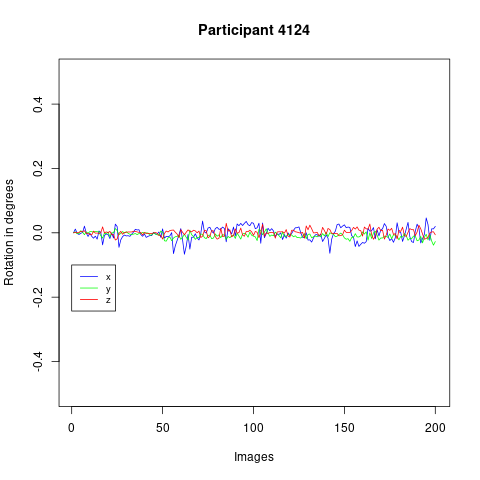 Participant 4124
Rotation in degrees
0.4
0.2
0.0
-0.2
-0.4
x
y
z
0 50 100 150 200
Images